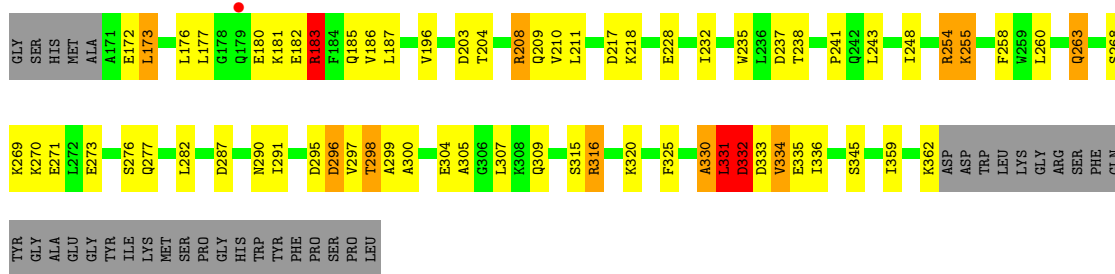 GLY SER HIS MET ALA A171 E172 L173 L176 L177 G178 Q179 E180 K181 E182 R183 F184 Q185 V186 L187 V196 D203 T204 R208 Q209 V210 L211 D217 K218 E228 I232 W235 L236 D237 T238 P241 Q242 L243 I248 R254 K255 F258 W259 L260 Q263 S268
K269 K270 E271 L272 E273 S276 Q277 L282 D287 N290 I291 D295 D296 V297 T298 A299 A300 E304 A305 G306 L307 K308 Q309 S315 R316 K320 F325 A330 L331 D332 D333 V334 E335 I336 S345 I359 K362 ASP ASP TRP LEU LYS GLY ARG SER PHE GLN
TYR GLY ALA GLU GLY TYR ILE LYS MET SER PRO GLY HIS TRP TYR PHE PRO SER PRO LEU